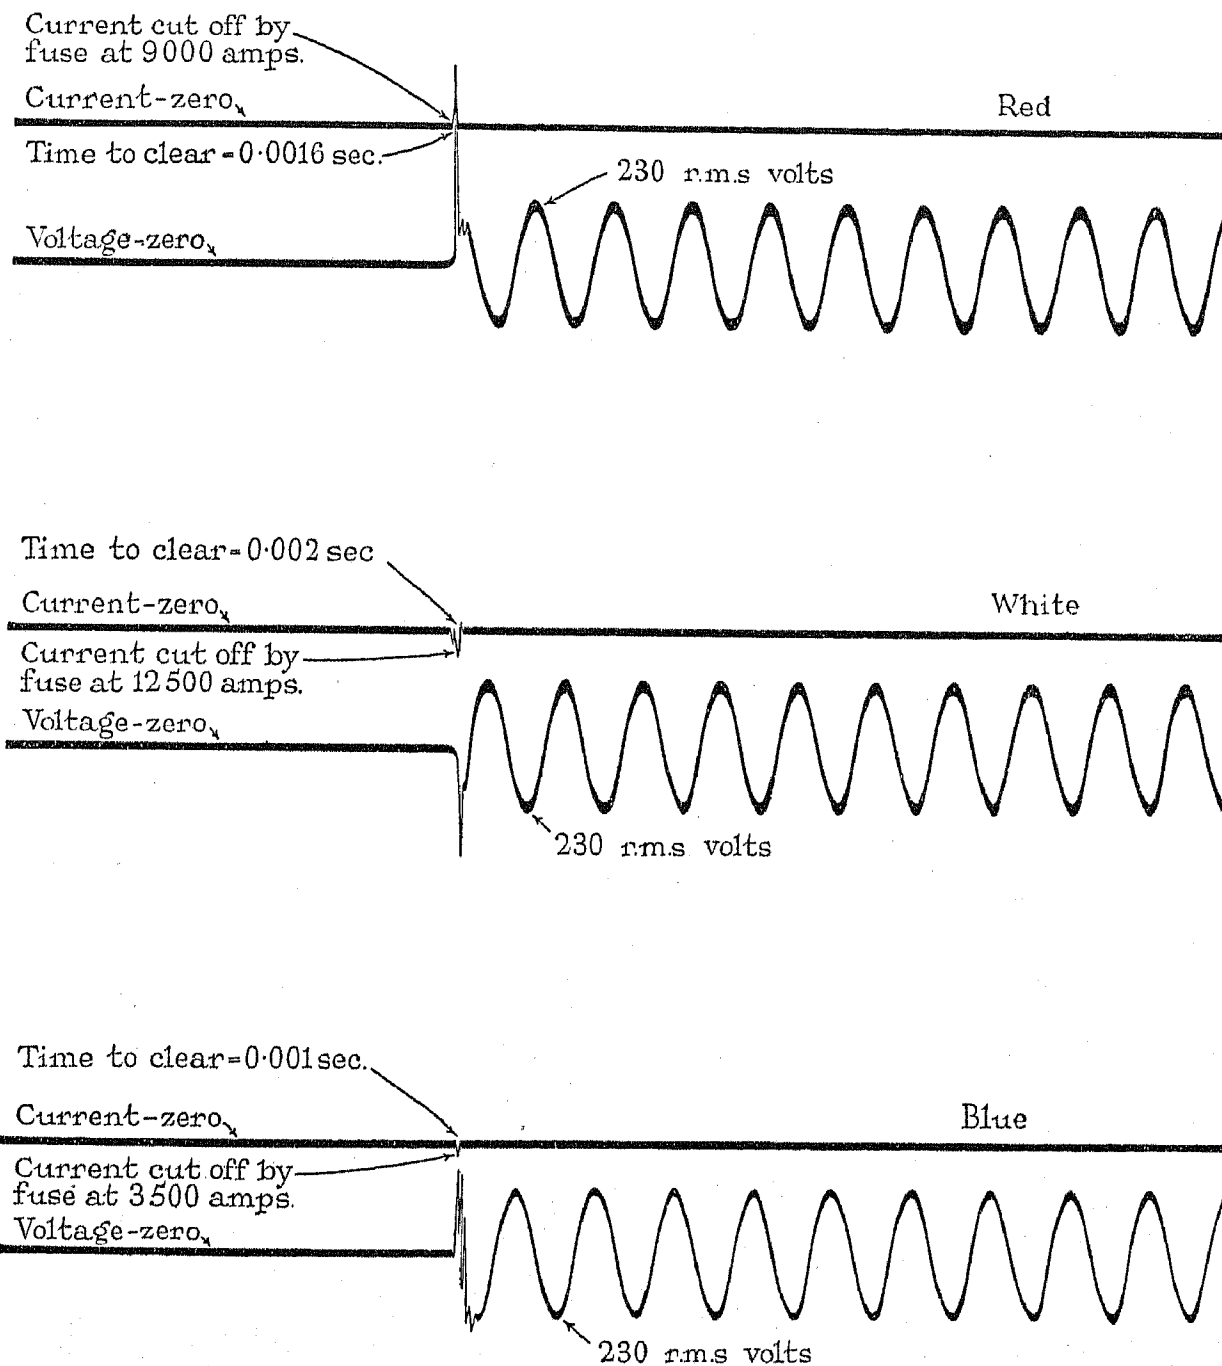 Current cut off by
fuse at 9000 amps.
Current-zero
Red
Time to clear=0·0016 sec.
230 r.m.s volts
Voltage-zero
Time to clear=0·002 sec
Current-zero
White
Current cut off by
fuse at 12500 amps.
Voltage-zero
230 r.m.s volts
Time to clear=0·001 sec.
Current-zero
Blue
Current cut off by
fuse at 3500 amps.
Voltage-zero
230 r.m.s volts